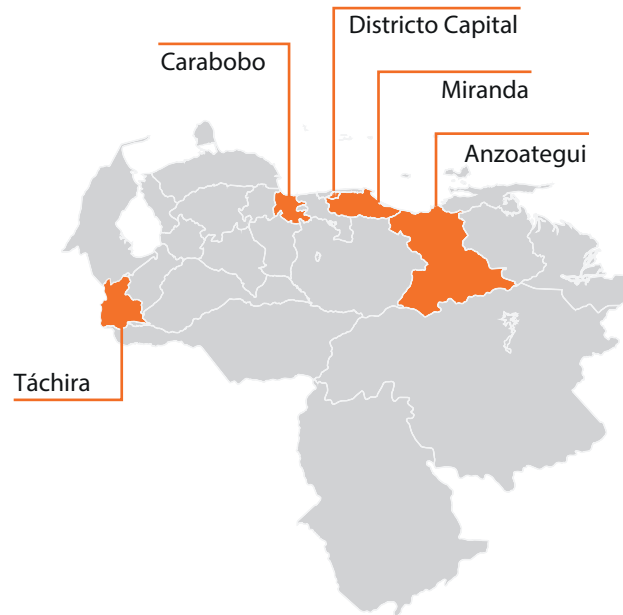 Districto Capital
Carabobo
Miranda
Anzoategui
Táchira